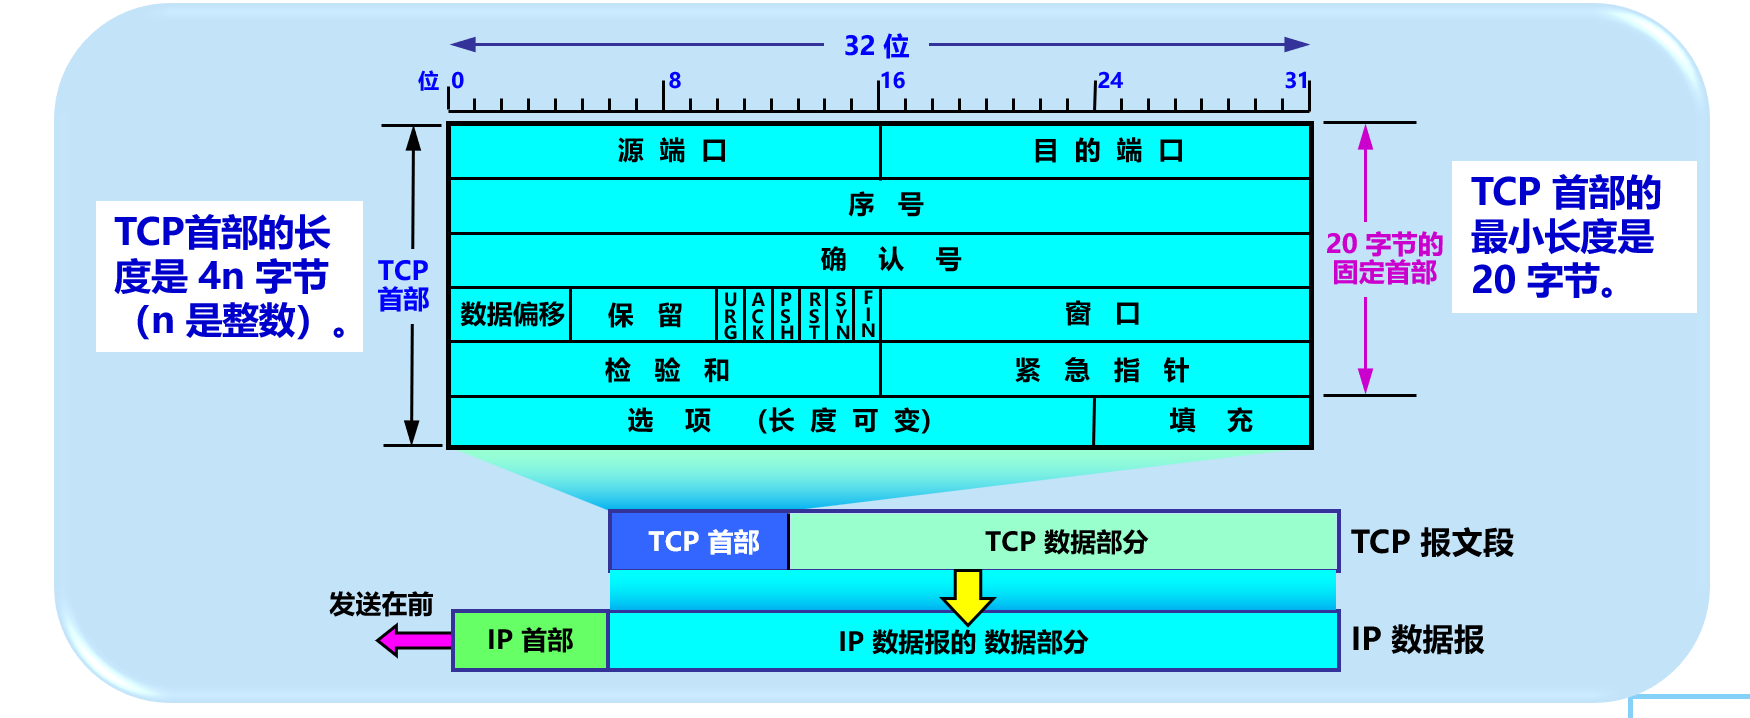 32 位
位 0 8 16 24 31
源 端 口 目 的 端 口
序 号
确 认 号
数据偏移 保 留 URG ACK PSH RST SYN FIN 窗 口
检 验 和 紧 急 指 针
选 项 (长 度 可 变) 填 充
TCP首部的长
度是 4n 字节
（n 是整数）。
TCP
首部
20 字节的
固定首部
TCP 首部的
最小长度是
20 字节。
TCP 首部 TCP 数据部分 TCP 报文段
发送在前
IP 首部 IP 数据报的 数据部分 IP 数据报